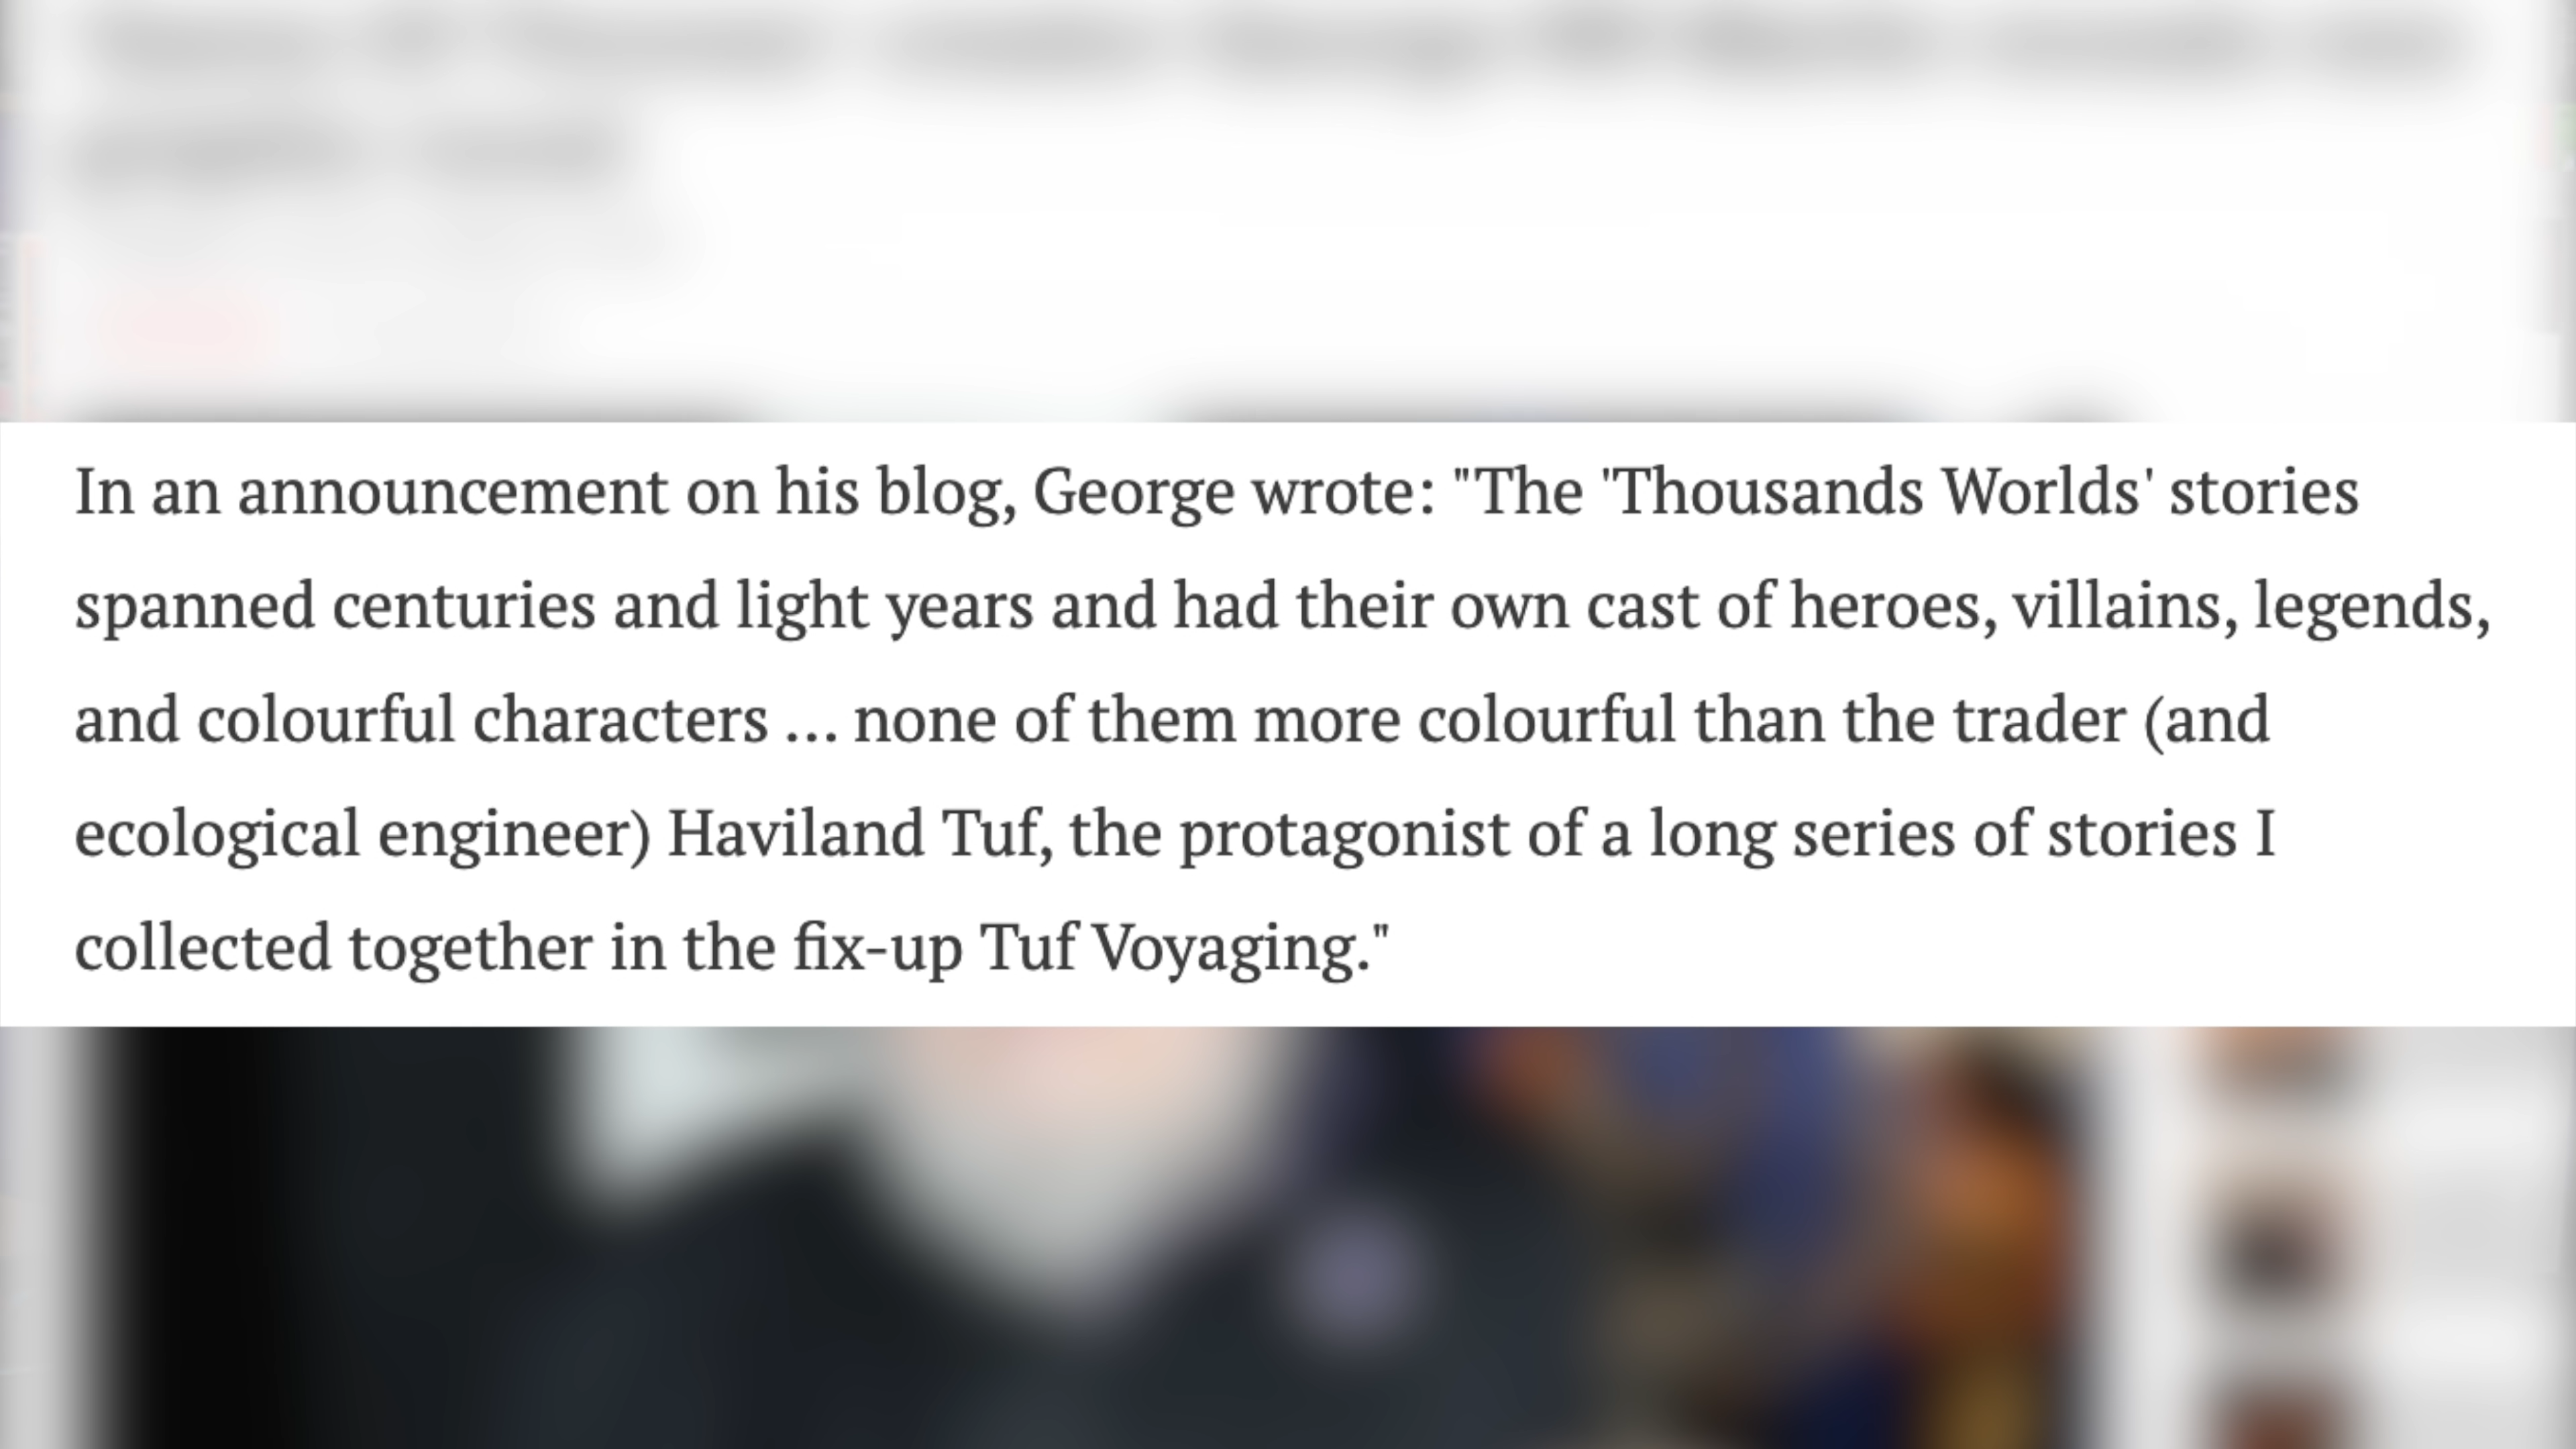 In an announcement on his blog, George wrote: "The 'Thousands Worlds' stories
spanned centuries and light years and had their own cast of heroes, villains, legends,
and colourful characters ... none of them more colourful than the trader (and
ecological engineer) Haviland Tuf, the protagonist of a long series of stories I
collected together in the fix-up Tuf Voyaging."